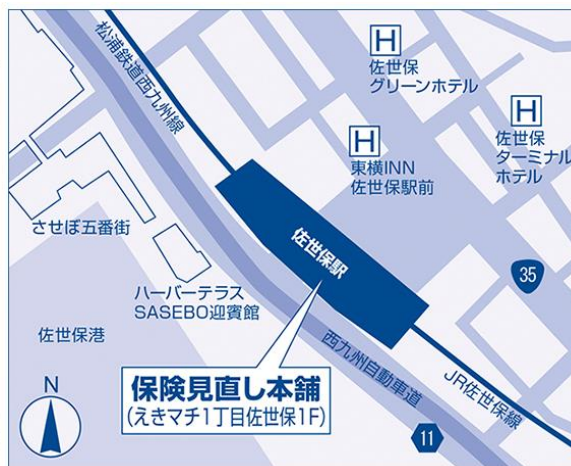 松浦鉄道西九州線
H
佐世保
グリーンホテル
H
佐世保
ターミナル
ホテル
H
東横INN
佐世保駅前
させぼ五番街
佐世保駅
35
ハーバーテラス
SASEBO迎賓館
佐世保港
西九州自動車道
JR佐世保線
保険見直し本舗
(えきマチ1丁目佐世保1F)
N
11